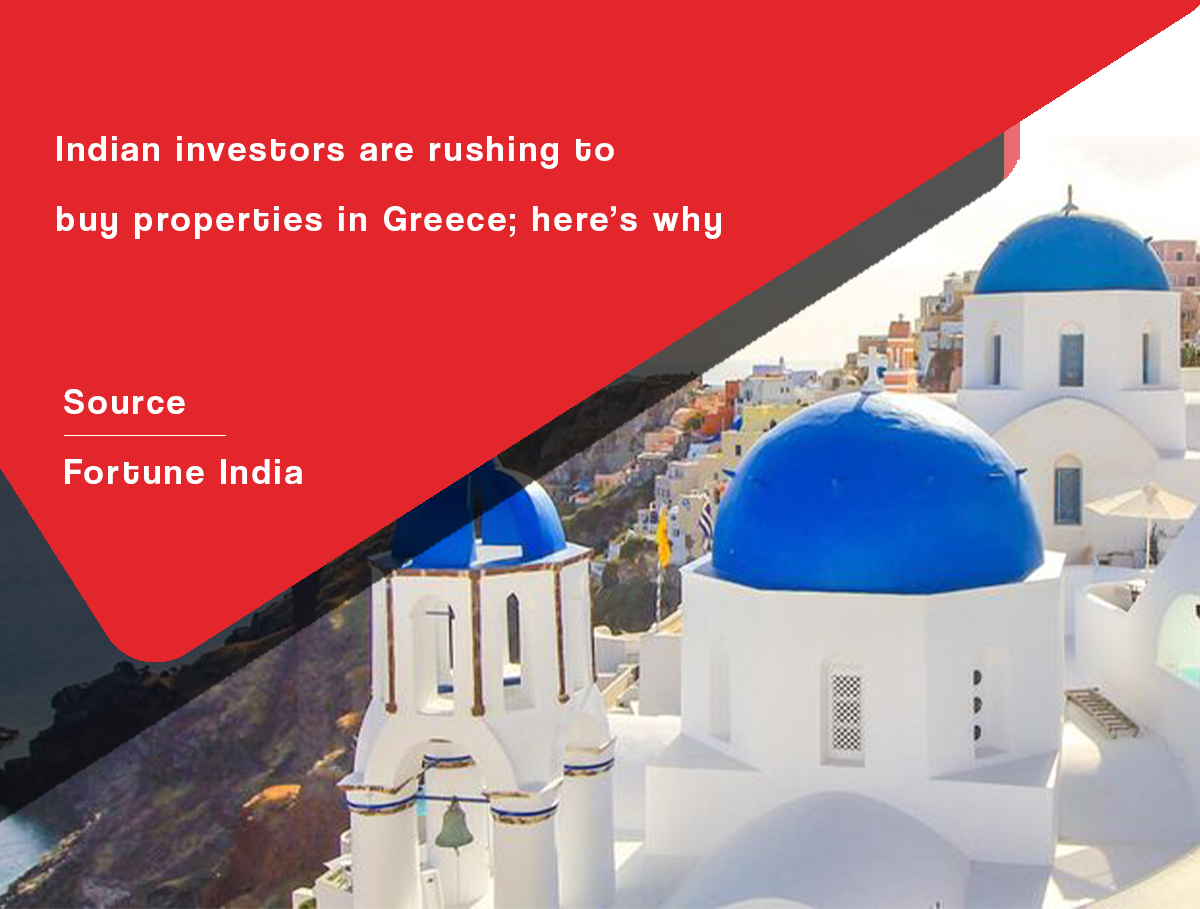 Indian investors are rushing to
buy properties in Greece; here’s why
Source
Fortune India